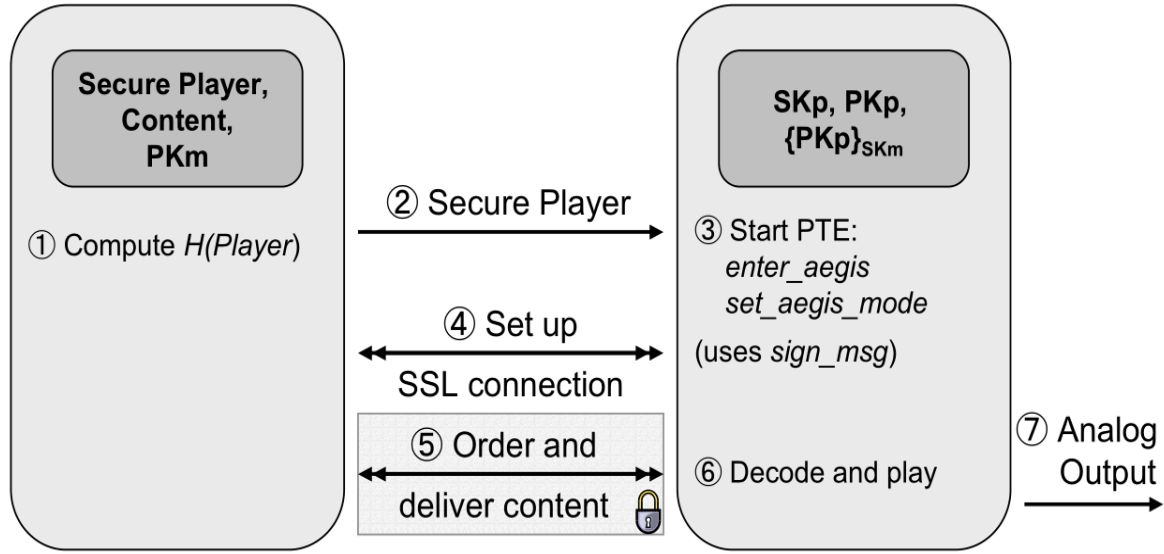 Secure Player,
Content,
PKm
① Compute H(Player)
② Secure Player
④ Set up
SSL connection
⑤ Order and
deliver content
SKp, PKp,
{PKp}SKm
③ Start PTE:
enter_aegis
set_aegis_mode
(uses sign_msg)
⑥ Decode and play
⑦ Analog
Output